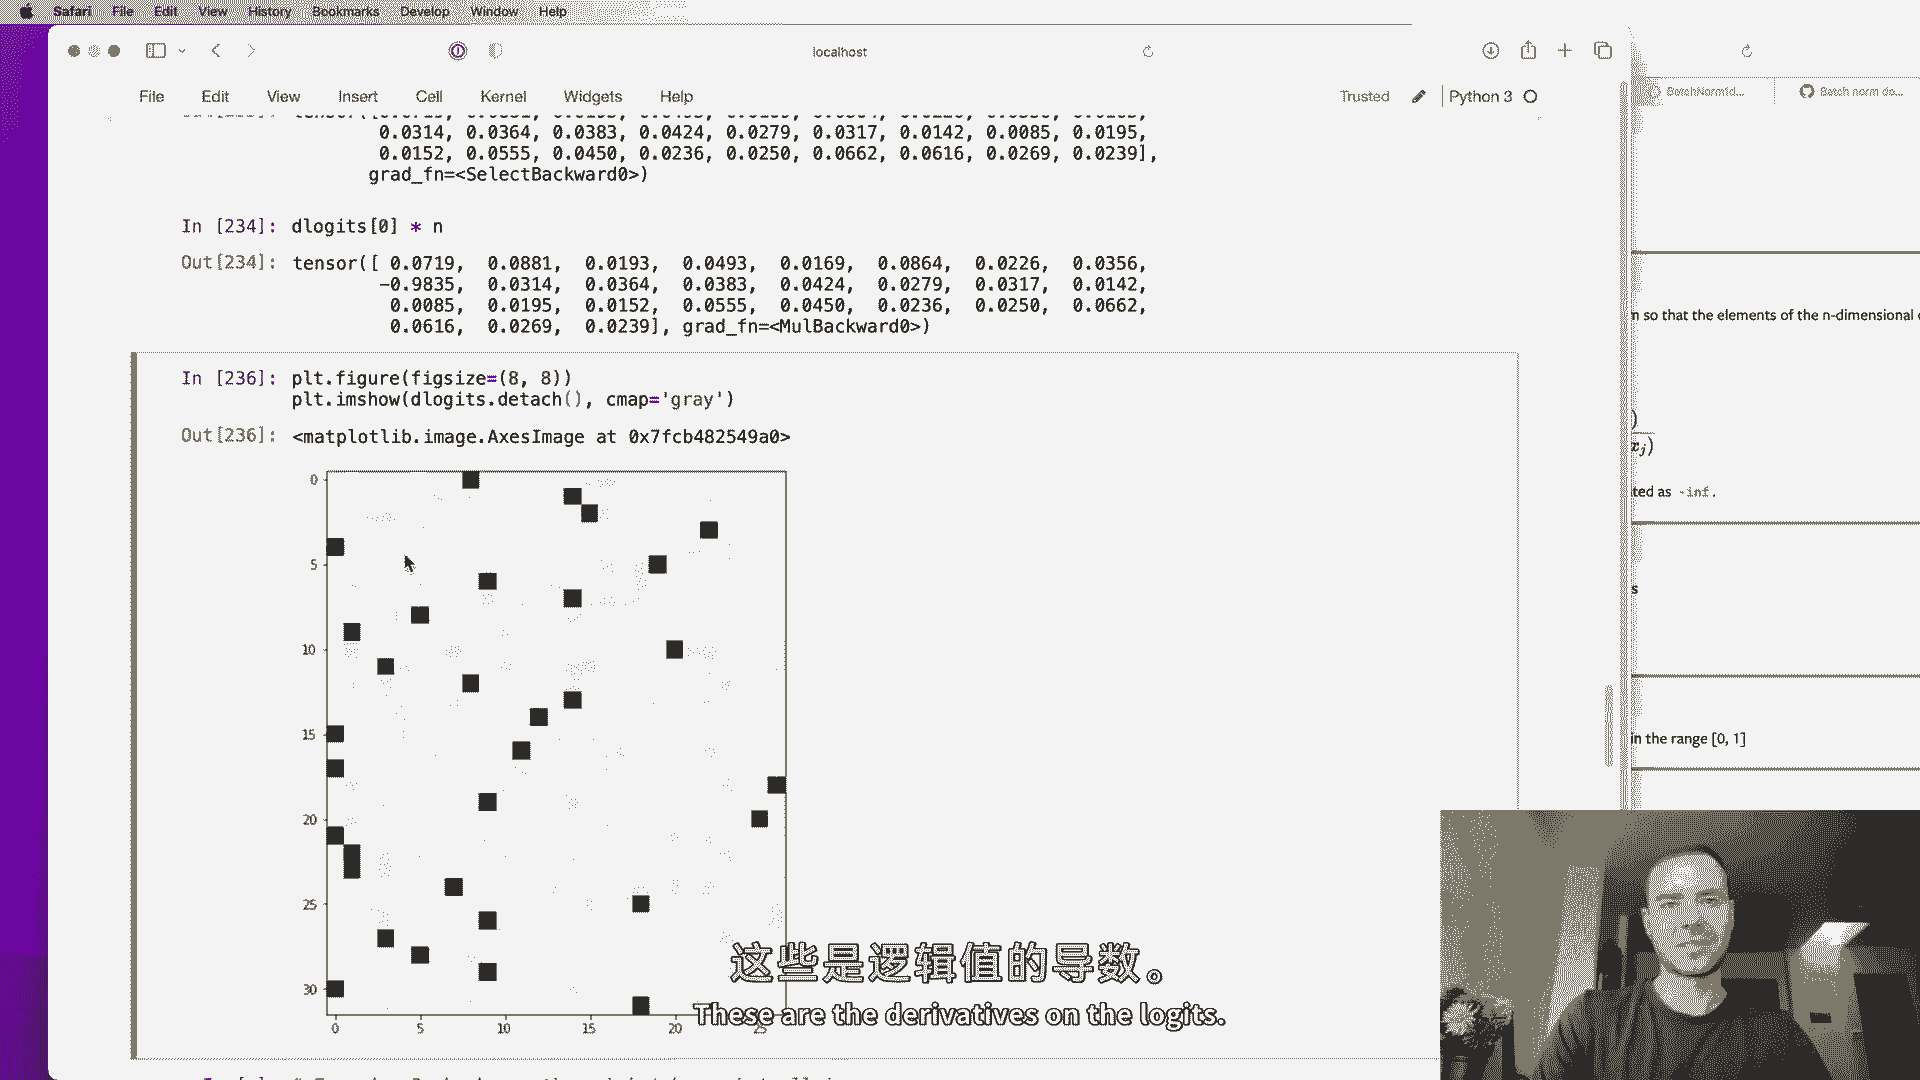 Safari File Edit View History Bookmarks Develop Window Help
localhost
File Edit View Insert Cell Kernel Widgets Help
Trusted Python 3
BatchNorm1d...
Batch norm do...
0.0314, 0.0364, 0.0383, 0.0424, 0.0279, 0.0317, 0.0142, 0.0085, 0.0195,
0.0152, 0.0555, 0.0450, 0.0236, 0.0250, 0.0662, 0.0616, 0.0269, 0.0239],
grad_fn=<SelectBackward0>)
In [234]: dlogits[0] * n
Out[234]: tensor([ 0.0719, 0.0881, 0.0193, 0.0493, 0.0169, 0.0864, 0.0226, 0.0356,
-0.9835, 0.0314, 0.0364, 0.0383, 0.0424, 0.0279, 0.0317, 0.0142,
0.0085, 0.0195, 0.0152, 0.0555, 0.0450, 0.0236, 0.0250, 0.0662,
0.0616, 0.0269, 0.0239], grad_fn=<MulBackward0>)
In [236]: plt.figure(figsize=(8, 8))
plt.imshow(dlogits.detach(), cmap='gray')
Out[236]: <matplotlib.image.AxesImage at 0x7fcb482549a0>
0
5
10
15
20
25
30
0 5 10 15 20 25
n so that the elements of the n-dimensional
x_j)
ted as -inf.
s
in the range [0, 1]
这些是逻辑值的导数。
These are the derivatives on the logits.